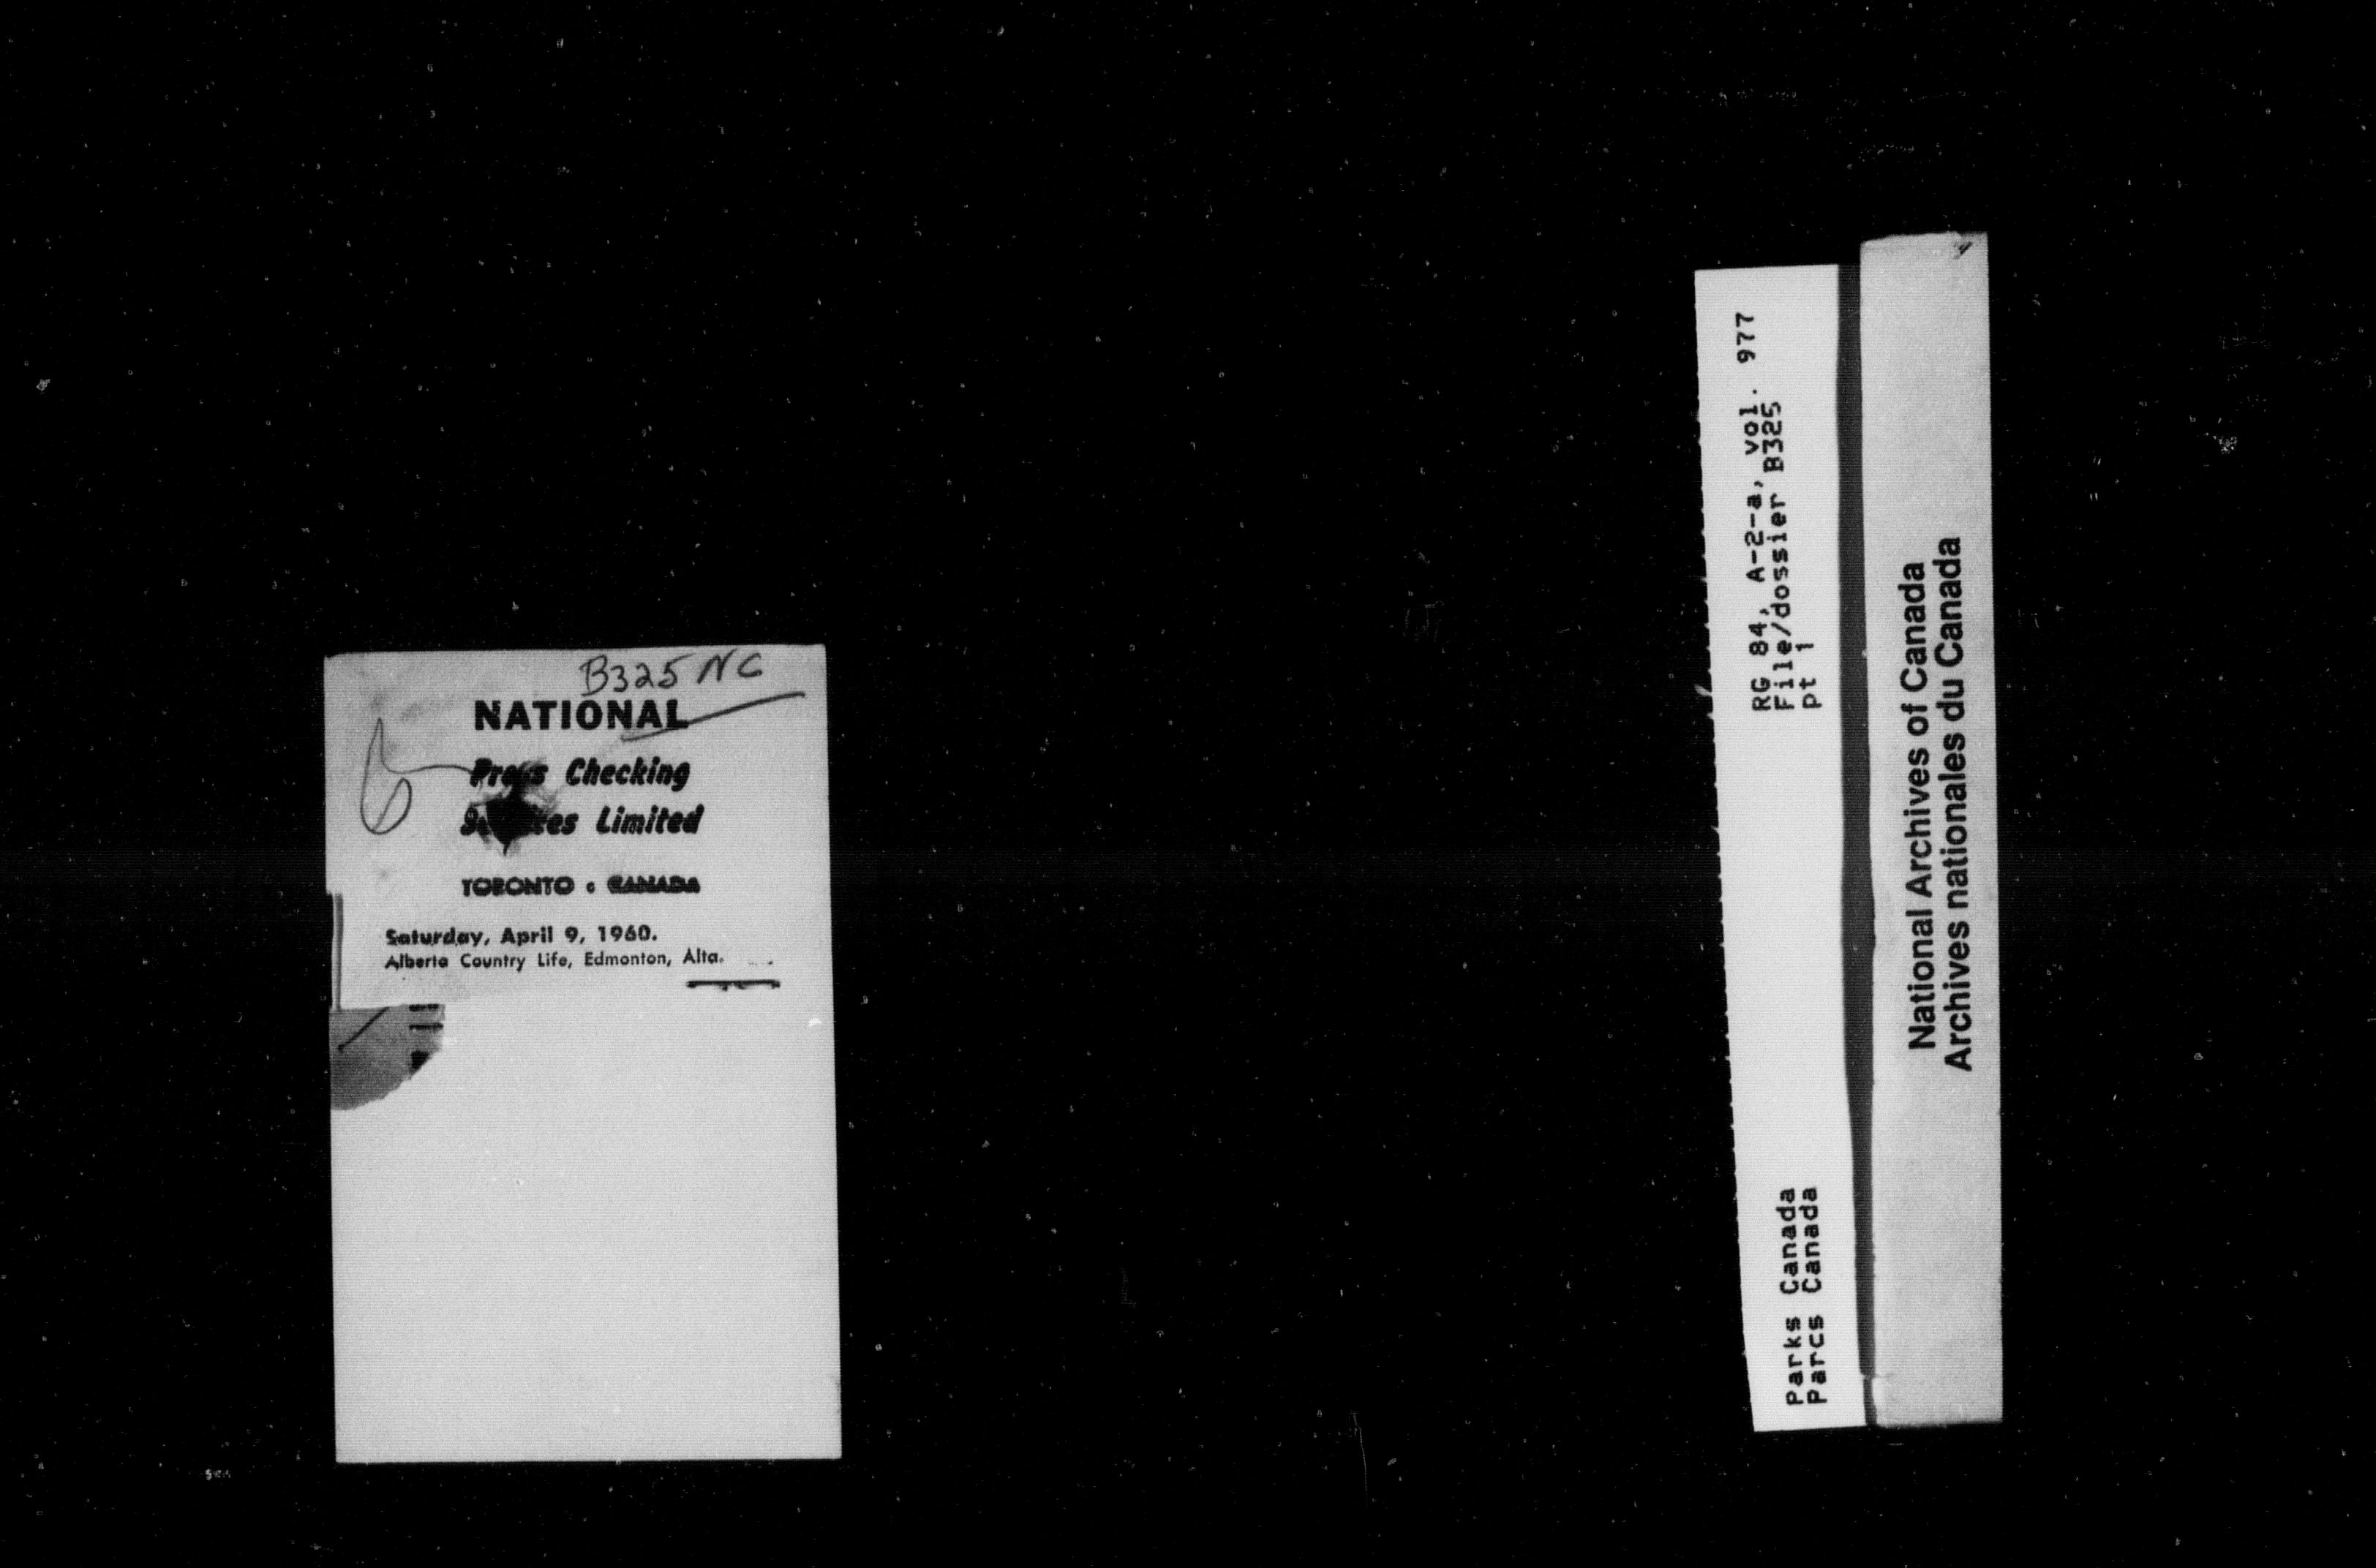 B325 NC
NATIONAL
Press Checking
Services Limited
TORONTO • CANADA
Saturday, April 9, 1960.
Alberta Country Life, Edmonton, Alta.
RG 84, A-2-a, vol. 977
File/dossier B325
pt 1
Parks Canada
Parcs Canada
National Archives of Canada
Archives nationales du Canada